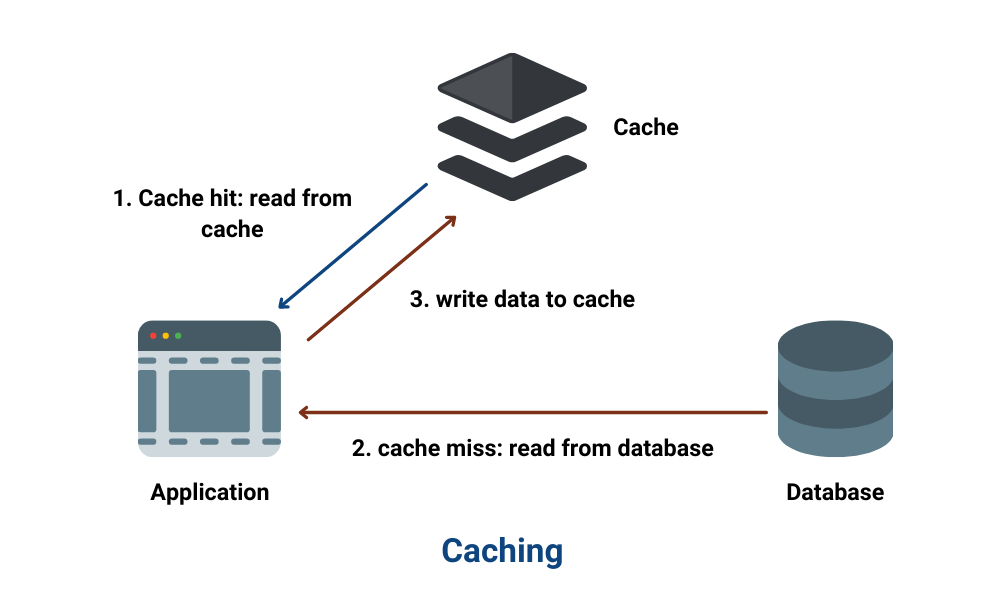 Cache
1. Cache hit: read from
cache
3. write data to cache
2. cache miss: read from database
Application
Database
Caching